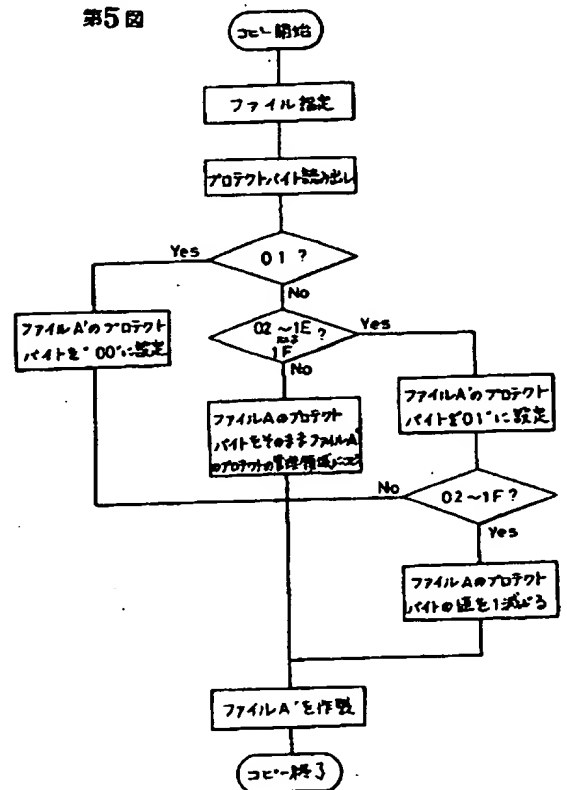 第5図
コピー開始
ファイル指定
プロテクトバイト読み出し
01?
Yes
No
ファイルA'のプロテクト
バイトを"00"に設定
02〜1E
1F
?
Yes
No
ファイルAのプロテクト
バイトをそのままファイルA'
のプロテクトの管理領域にコピー
ファイルA'のプロテクト
バイトを"01"に設定
No
02〜1F?
Yes
ファイルAのプロテクト
バイトの値を1減じる
ファイルA'を作製
コピー終了